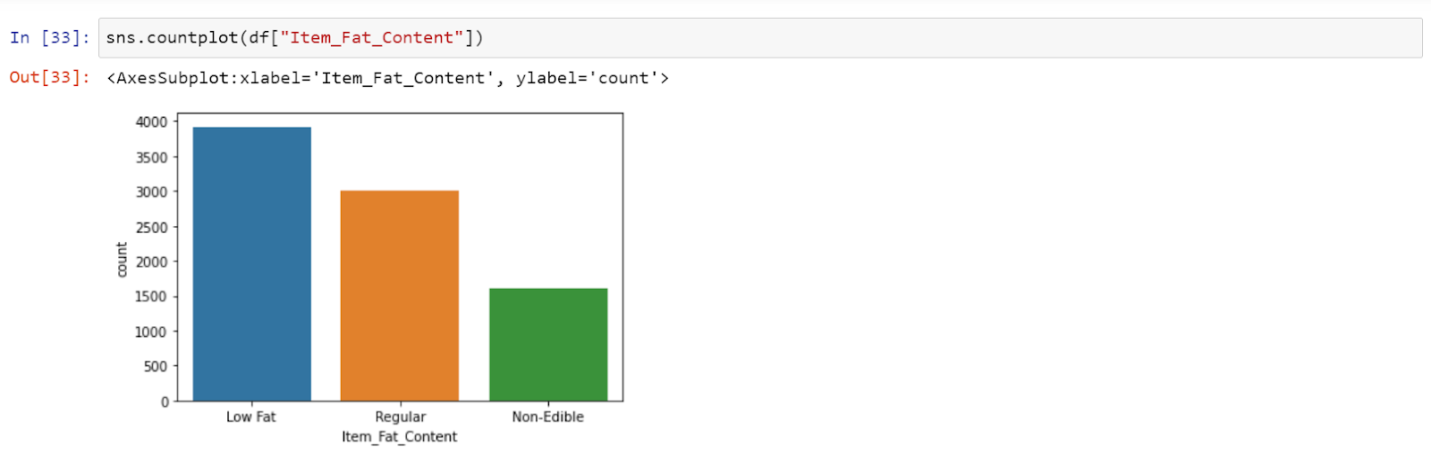 In [33]: sns.countplot(df["Item_Fat_Content"])
Out[33]: <AxesSubplot:xlabel='Item_Fat_Content', ylabel='count'>
4000
3500
3000
2500
2000
1500
1000
500
0
count
Low Fat Regular Non-Edible
Item_Fat_Content